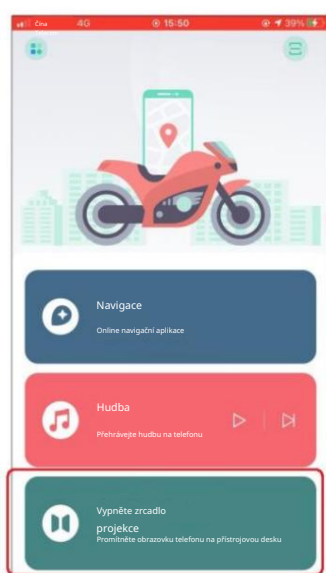 Čína 4G 15:50 39%
Navigace
Online navigační aplikace
Hudba
Přehrávejte hudbu na telefonu
Vypněte zrcadlo
projekce
Promítněte obrazovku telefonu na přístrojovou desku